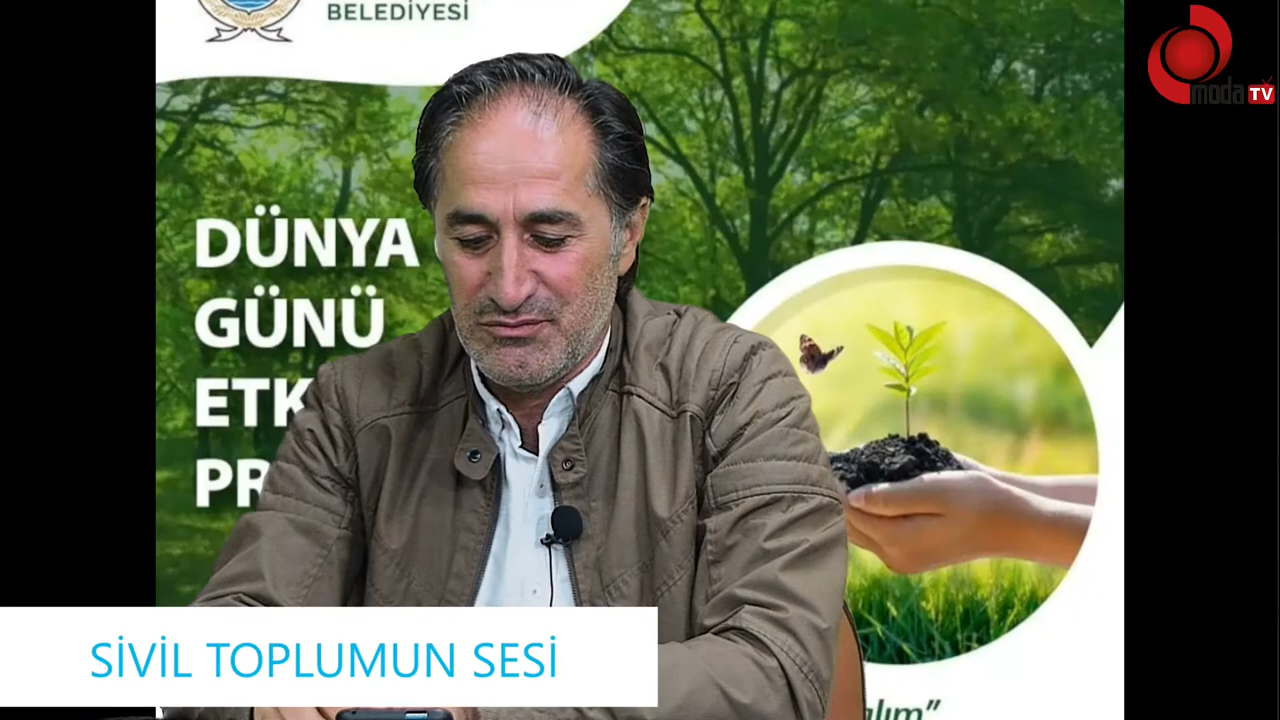 BELEDİYESİ
moda TV
DÜNYA
GÜNÜ
ETK
PR
SİVİL TOPLUMUN SESİ
alım”